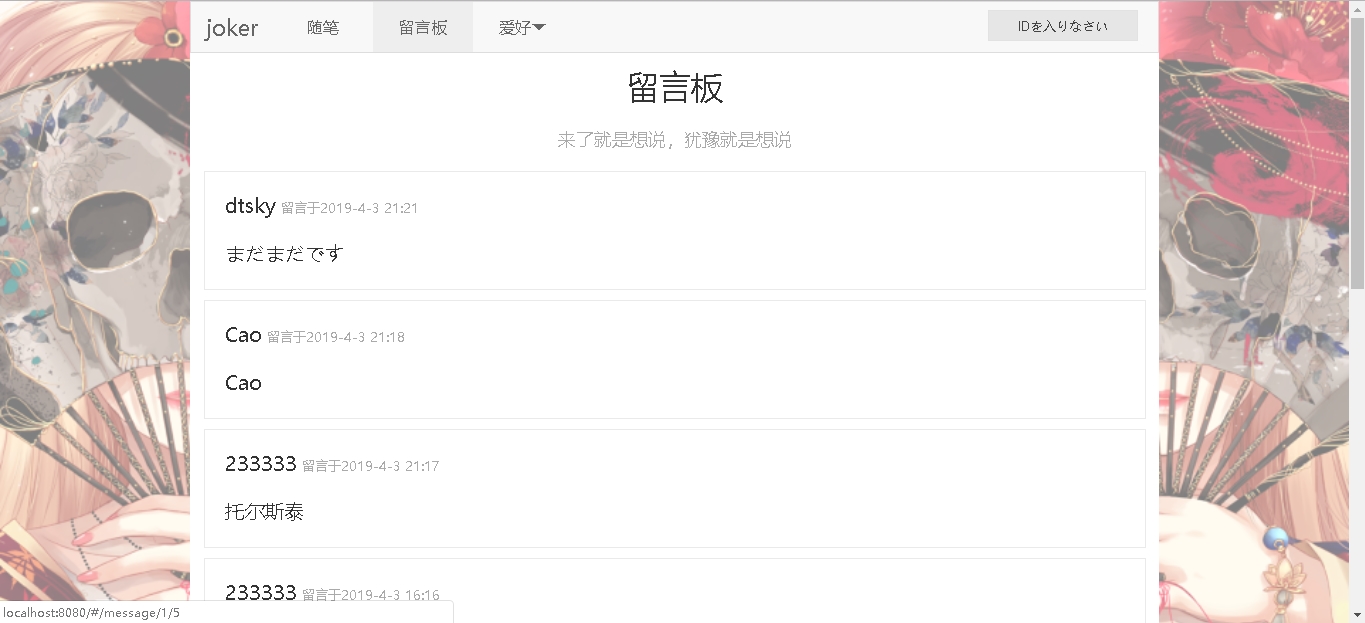 joker 随笔 留言板 爱好 IDを入りなさい
留言板
来了就是想说，犹豫就是想说
dtsky 留言于2019-4-3 21:21
まだまだです
Cao 留言于2019-4-3 21:18
Cao
233333 留言于2019-4-3 21:17
托尔斯泰
233333 留言于2019-4-3 16:16
localhost:8080/#/message/1/5